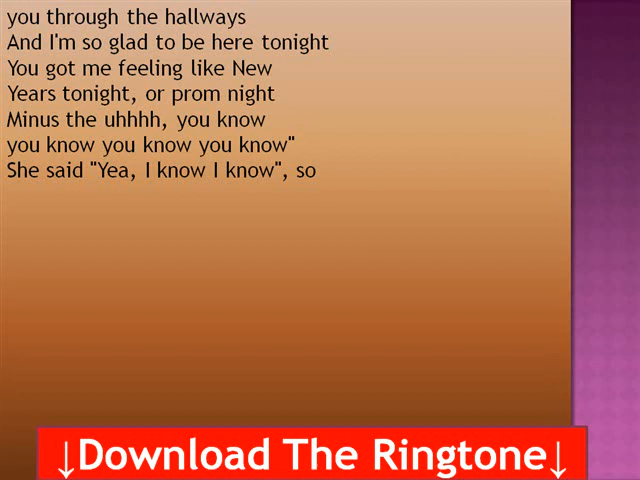 you through the hallways
And I'm so glad to be here tonight
You got me feeling like New
Years tonight, or prom night
Minus the uhhhh, you know
you know you know you know"
She said "Yea, I know I know", so
↓Download The Ringtone↓